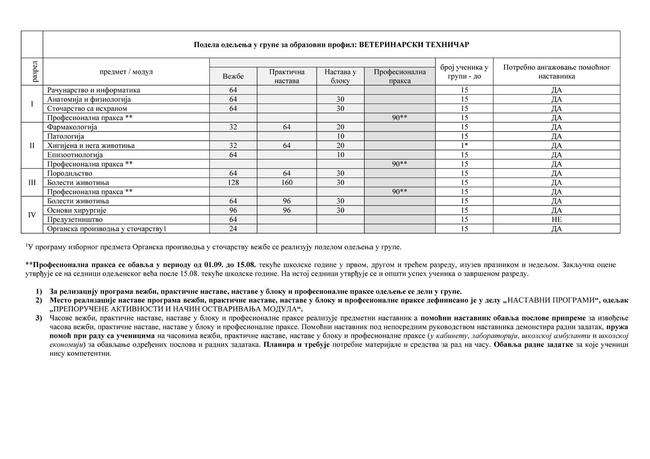 Подела одељења у групе за образовни профил: ВЕТЕРИНАРСКИ ТЕХНИЧАР
разред предмет / модул Вежбе Практична настава Настава у блоку Професионална пракса број ученика у групи - до Потребно ангажовање помоћног наставника
I Рачунарство и информатика 64 15 ДА
Анатомија и физиологија 64 30 15 ДА
Сточарство са исхраном 64 30 15 ДА
Професионална пракса ** 90** 15 ДА
II Фармакологија 32 64 20 15 ДА
Патологија 10 15 ДА
Хигијена и нега животиња 32 64 20 1* ДА
Епизоотиологија 64 10 15 ДА
Професионална пракса ** 90** 15 ДА
III Породиљство 64 64 30 15 ДА
Болести животиња 128 160 30 15 ДА
Професионална пракса ** 90** 15 ДА
IV Болести животиња 64 96 30 15 ДА
Основи хирургије 96 96 30 15 ДА
Предузетништво 64 15 НЕ
Органска производња у сточарству1 24 15 ДА
¹У програму изборног предмета Органска производња у сточарству вежбе се реализују поделом одељења у групе.
**Професионална пракса се обавља у периоду од 01.09. до 15.08. текуће школске године у првом, другом и трећем разреду, изузев празником и недељом. Закључна оцене
утврђује се на седници одељенског већа после 15.08. текуће школске године. На истој седници утврђује се и општи успех ученика о завршеном разреду.
1) За релизацију програма вежби, практичне наставе, наставе у блоку и професионалне праксе одељење се дели у групе.
2) Место реализације наставе програма вежби, практичне наставе, наставе у блоку и професионалне праксе дефинисано је у делу „НАСТАВНИ ПРОГРАМИ“, одељак
„ПРЕПОРУЧЕНЕ АКТИВНОСТИ И НАЧИН ОСТВАРИВАЊА МОДУЛА“.
3) Часове вежби, практичне наставе, наставе у блоку и професионалне праксе реализује предметни наставник а помоћни наставник обавља послове припреме за извођење
часова вежби, практичне наставе, наставе у блоку и професионалне праксе. Помоћни наставник под непосредним руководством наставника демонстира радни задатак, пружа
помоћ при раду са ученицима на часовима вежби, практичне наставе, наставе у блоку и професионалне праксе (у кабинету, лабораторији, школској амбуланти и школској
економији) за обављање одређених послова и радних задатака. Планира и требује потребне материјале и средства за рад на часу. Обавља радне задатке за које ученици
нису компетентни.